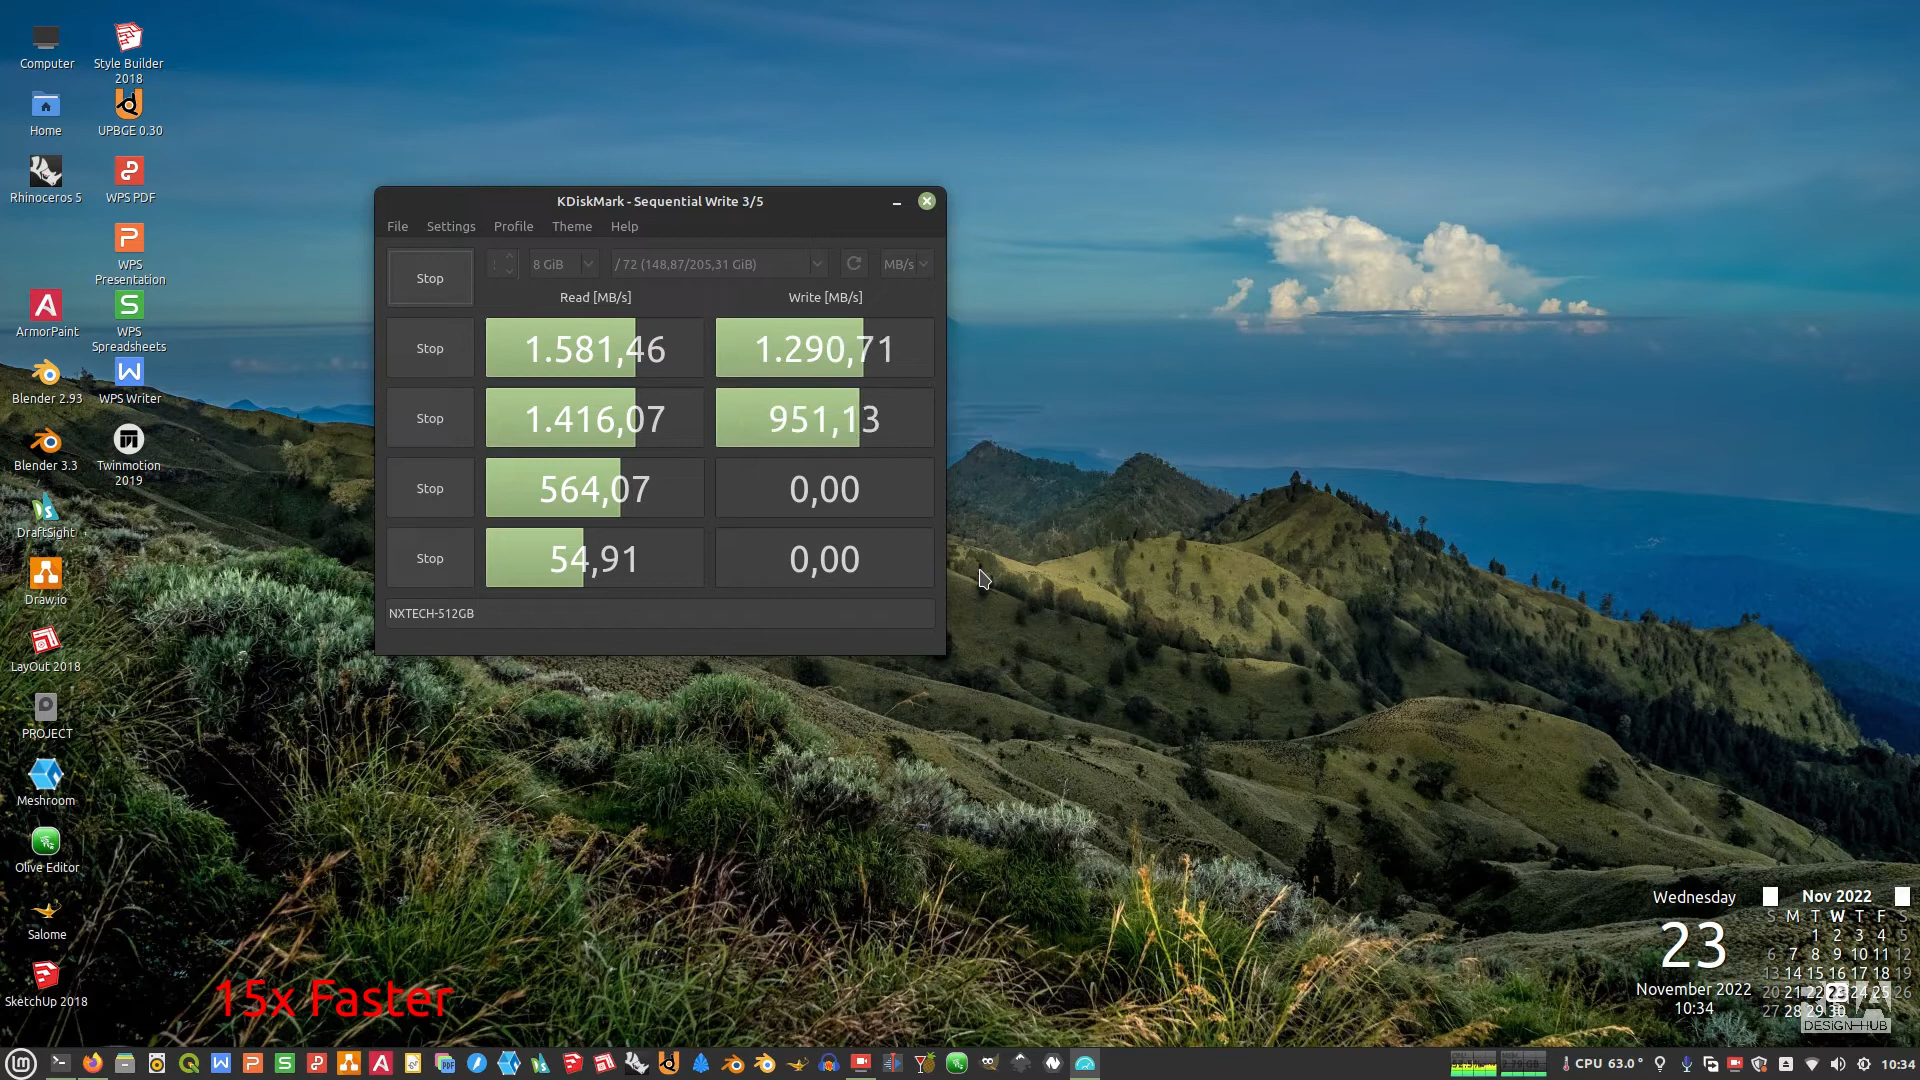 Computer
Style Builder
2018
Home
UPBGE 0.30
Rhinoceros 5
WPS PDF
WPS
Presentation
ArmorPaint
WPS
Spreadsheets
Blender 2.93
WPS Writer
Blender 3.3
Twinmotion
2019
DraftSight
Draw.io
LayOut 2018
PROJECT
Meshroom
Olive Editor
Salome
SketchUp 2018
KDiskMark - Sequential Write 3/5
File Settings Profile Theme Help
Stop 8 GiB / 72 (148,87/205,31 GiB) MB/s
Read [MB/s] Write [MB/s]
Stop 1.581,46 1.290,71
Stop 1.416,07 951,13
Stop 564,07 0,00
Stop 54,91 0,00
NXTECH-512GB
15x Faster
Wednesday
23
November 2022
10:34
Nov 2022
S M T W T F S
1 2 3 4 5
6 7 8 9 10 11 12
13 14 15 16 17 18 19
20 21 22 23 24 25 26
27 28 29 30
DESIGN-HUB
CPU 63.0° 10:34